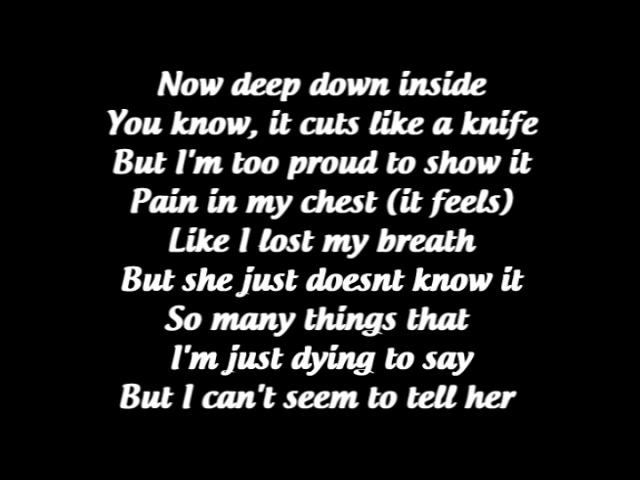 Now deep down inside
You know, it cuts like a knife
But I'm too proud to show it
Pain in my chest (it feels)
Like I lost my breath
But she just doesnt know it
So many things that
I'm just dying to say
But I can't seem to tell her